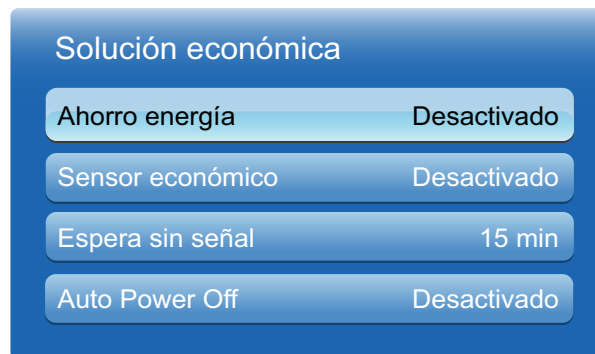 Solución económica
Ahorro energía Desactivado
Sensor económico Desactivado
Espera sin señal 15 min
Auto Power Off Desactivado